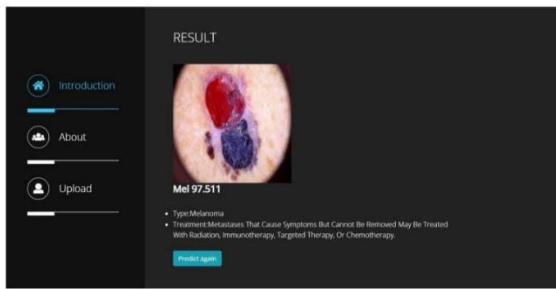 RESULT
Introduction
About
Upload
Mel 97.511
Type:Melanoma
Treatment:Metastases That Cause Symptoms But Cannot Be Removed May Be Treated
With Radiation, Immunotherapy, Targeted Therapy, Or Chemotherapy.
Predict again